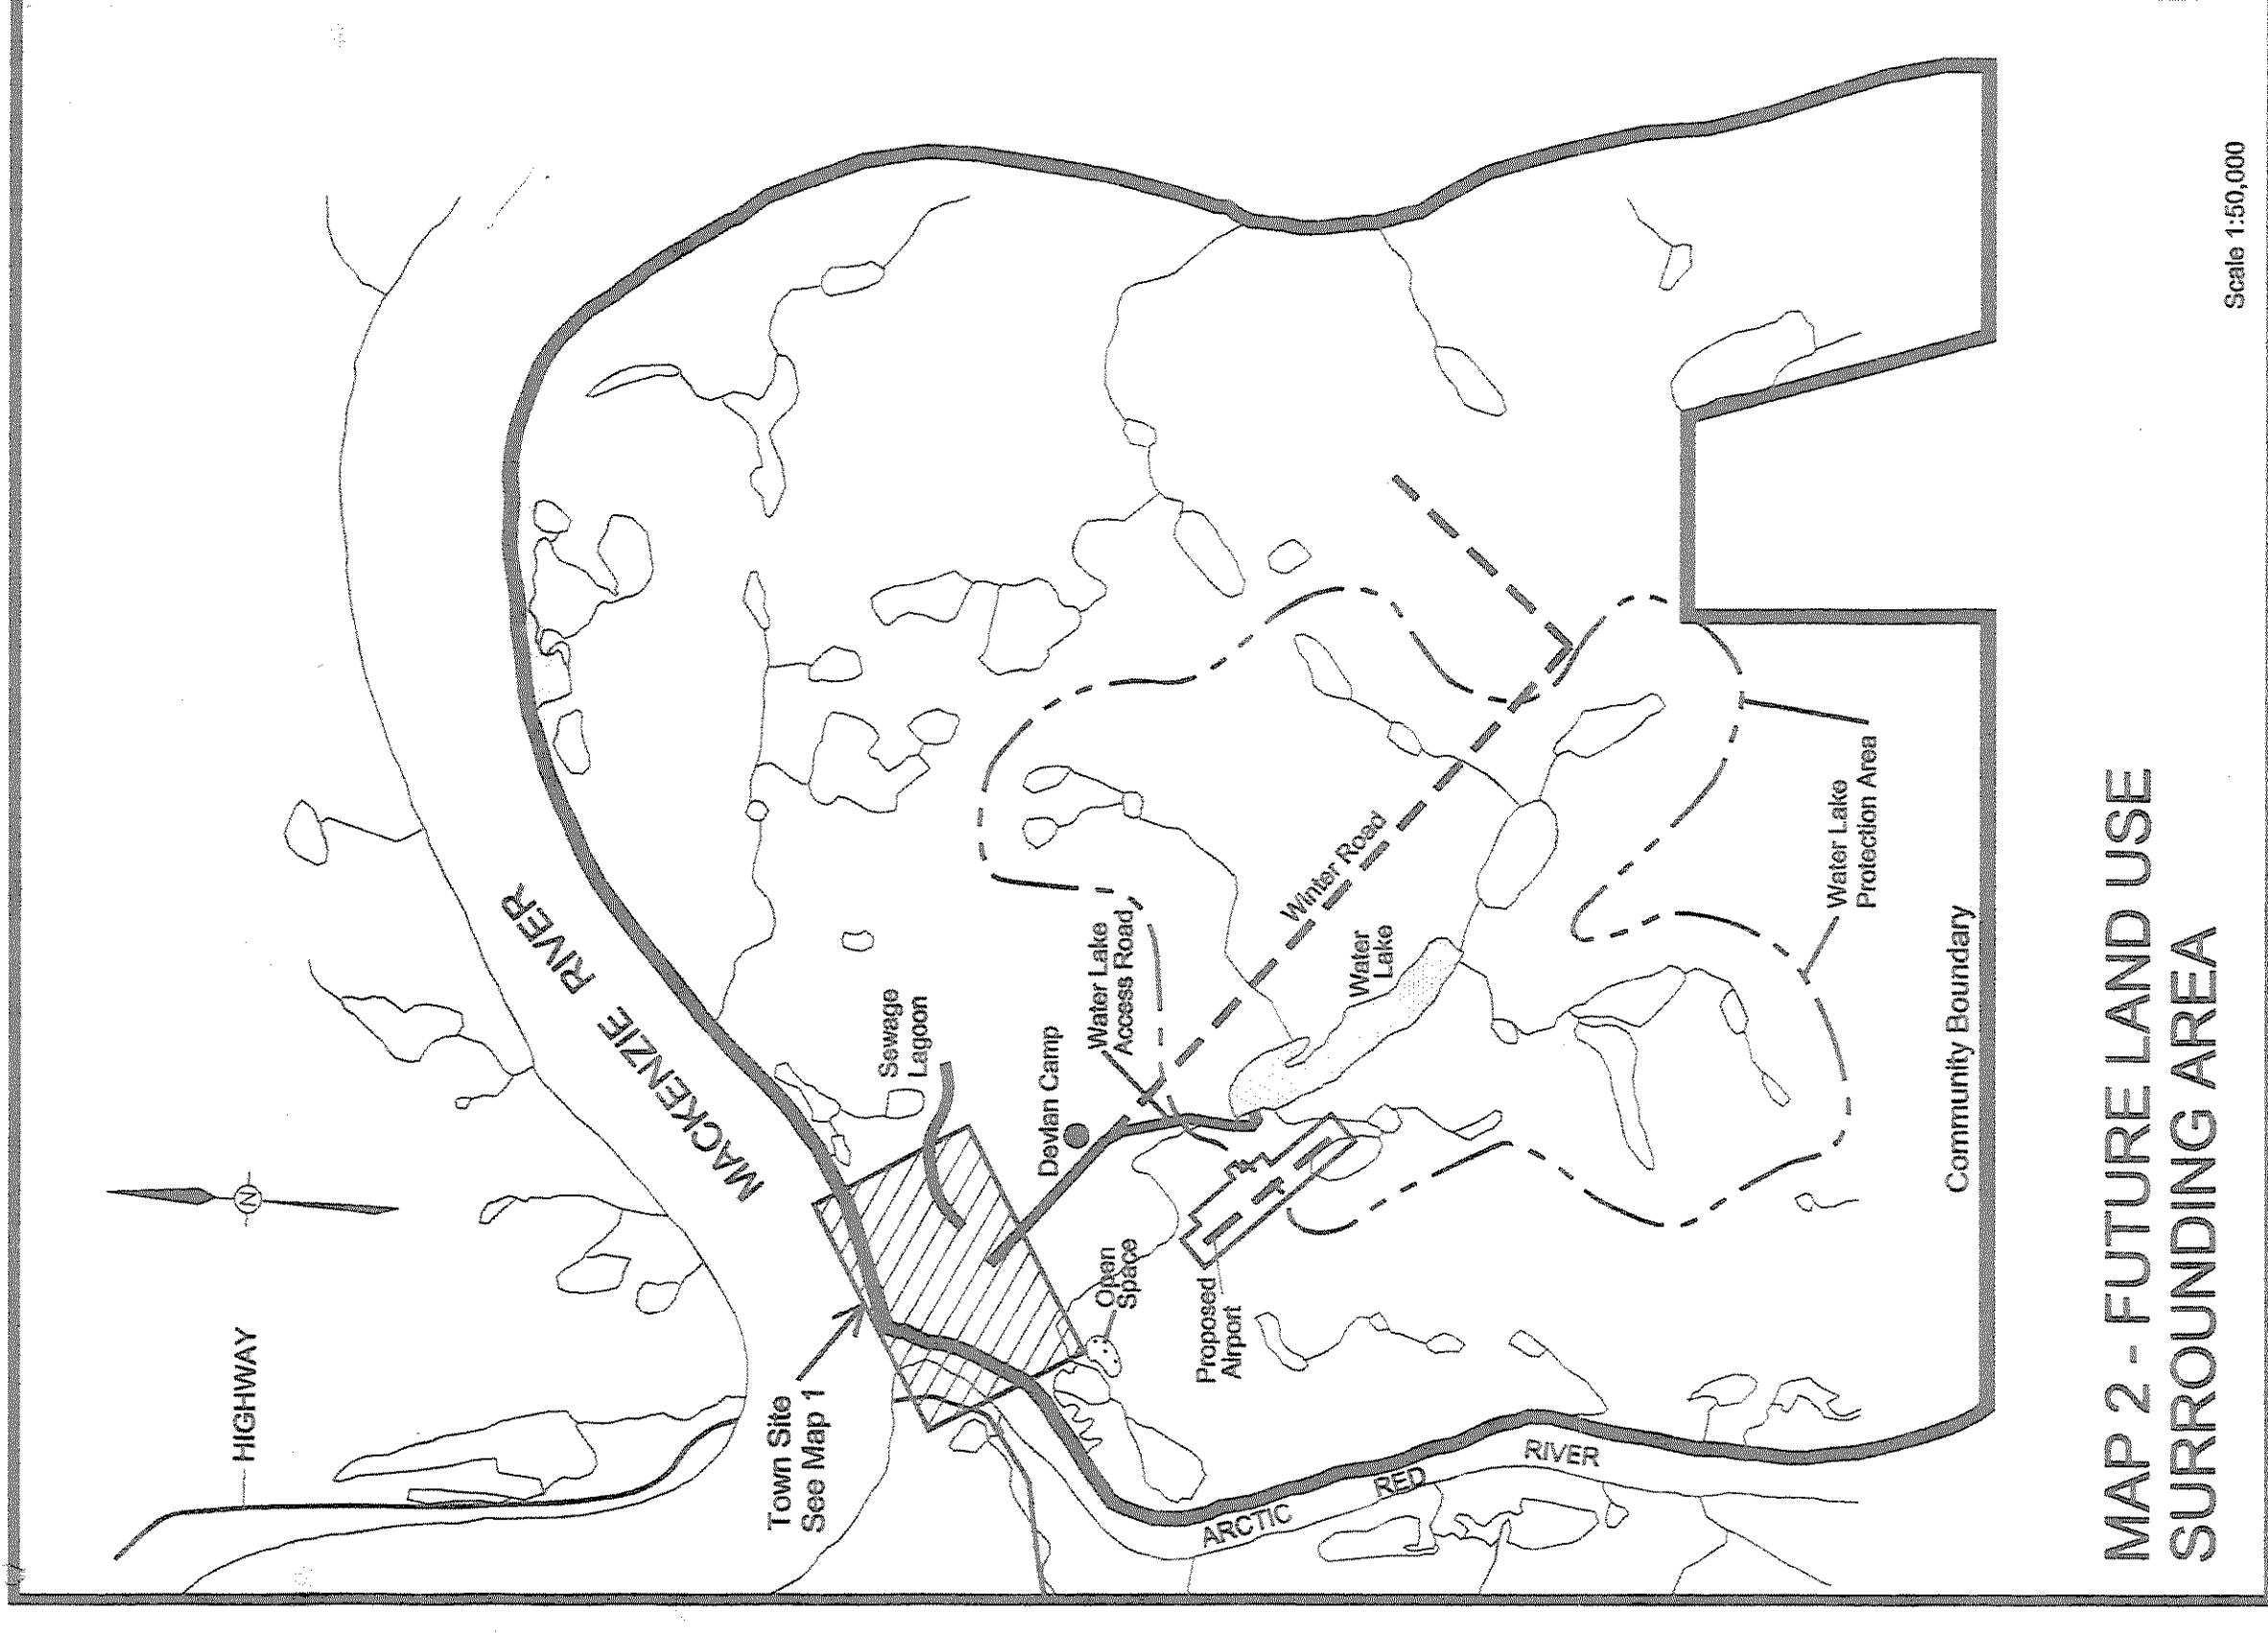 HIGHWAY
N
MACKENZIE RIVER
Town Site
See Map 1
Sewage
Lagoon
Devlan Camp
Water Lake
Access Road
Winter Road
Water
Lake
Open
Space
Proposed
Airport
ARCTIC RED RIVER
Water Lake
Protection Area
Community Boundary
MAP 2 - FUTURE LAND USE
SURROUNDING AREA
Scale 1:50,000